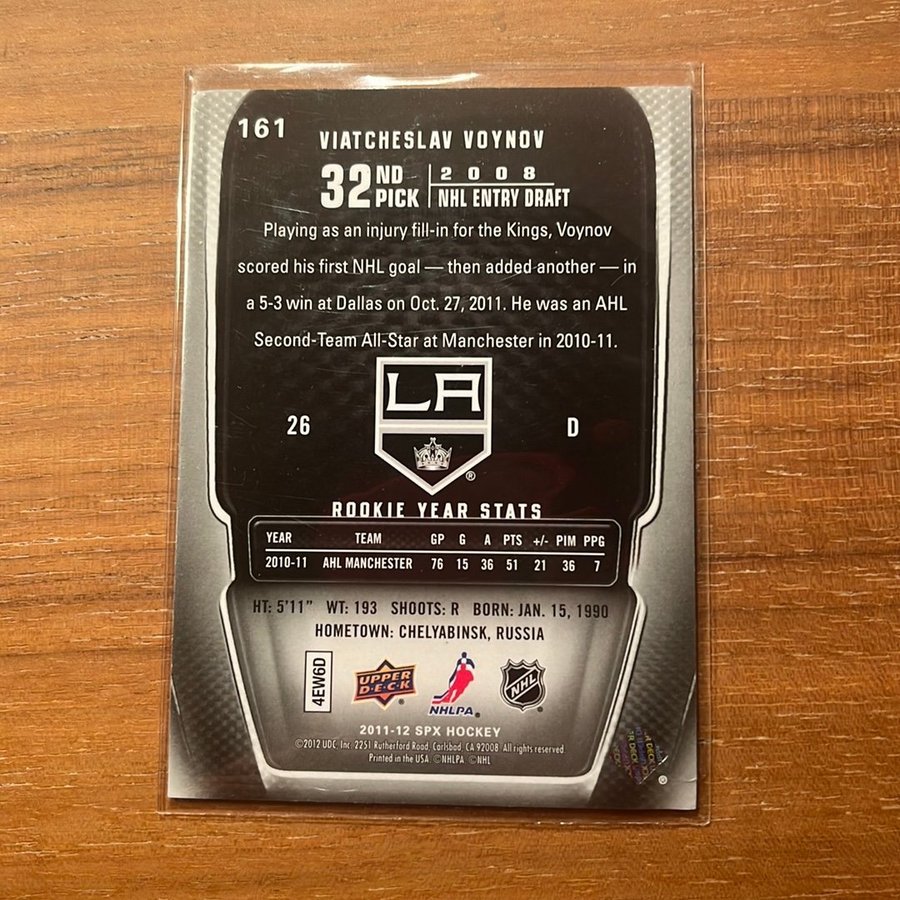 161
VIATCHESLAV VOYNOV
32ND PICK 2008 NHL ENTRY DRAFT
Playing as an injury fill-in for the Kings, Voynov
scored his first NHL goal — then added another — in
a 5-3 win at Dallas on Oct. 27, 2011. He was an AHL
Second-Team All-Star at Manchester in 2010-11.
LA
26 ® D
ROOKIE YEAR STATS
YEAR TEAM GP G A PTS +/- PIM PPG
2010-11 AHL MANCHESTER 76 15 36 51 21 36 7
HT: 5'11" WT: 193 SHOOTS: R BORN: JAN. 15, 1990
HOMETOWN: CHELYABINSK, RUSSIA
4EW6D
UPPER DECK
NHLPA
NHL
2011-12 SPX HOCKEY
©2012 UDC, Inc. 2251 Rutherford Road, Carlsbad, CA 92008. All rights reserved.
Printed in the USA. ©NHLPA ©NHL